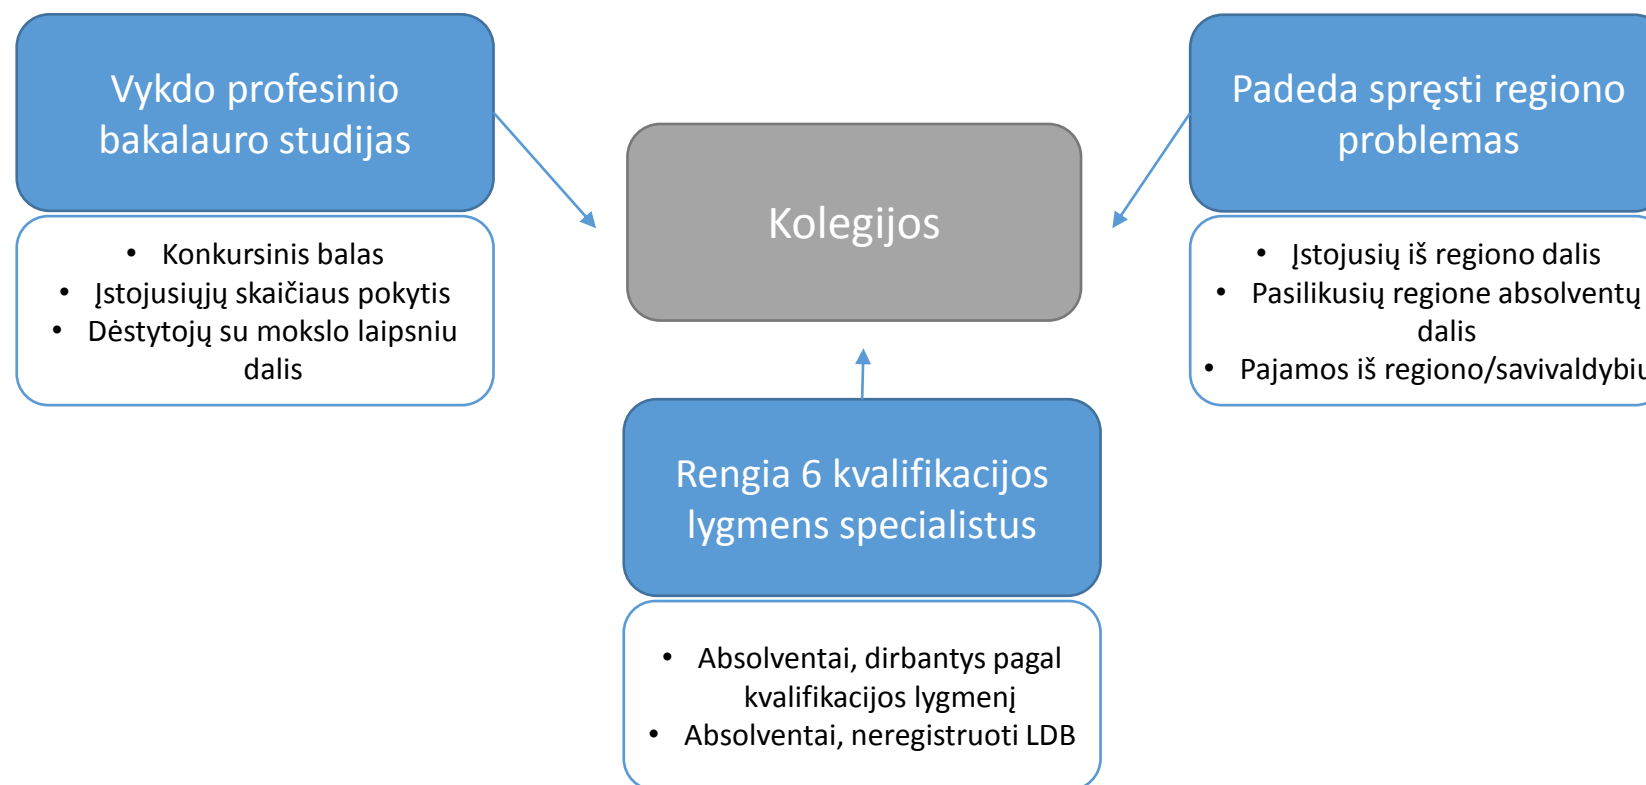 Vykdo profesinio
bakalauro studijas
• Konkursinis balas
• Įstojusiųjų skaičiaus pokytis
• Dėstytojų su mokslo laipsniu
dalis
Kolegijos
Padeda spręsti regiono
problemas
• Įstojusių iš regiono dalis
• Pasilikusių regione absolventų
dalis
• Pajamos iš regiono/savivaldybių
Rengia 6 kvalifikacijos
lygmens specialistus
• Absolventai, dirbantys pagal
kvalifikacijos lygmenį
• Absolventai, neregistruoti LDB